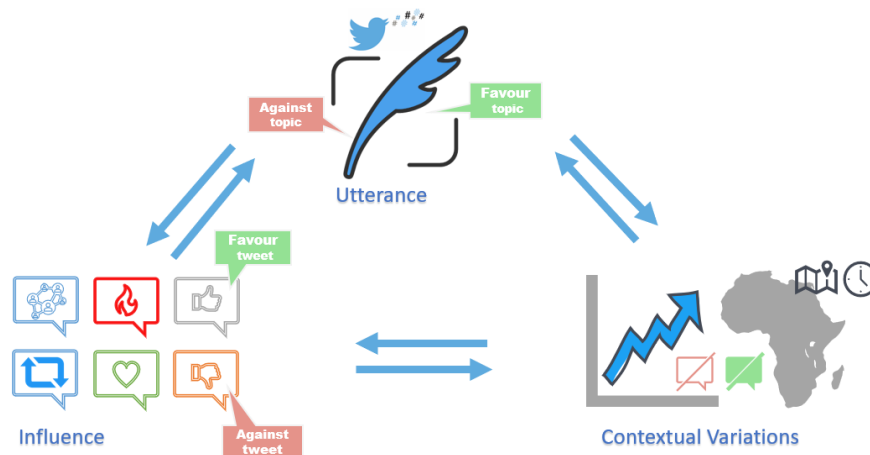 Against
topic
Favour
topic
Utterance
Favour
tweet
Against
tweet
Influence
Contextual Variations